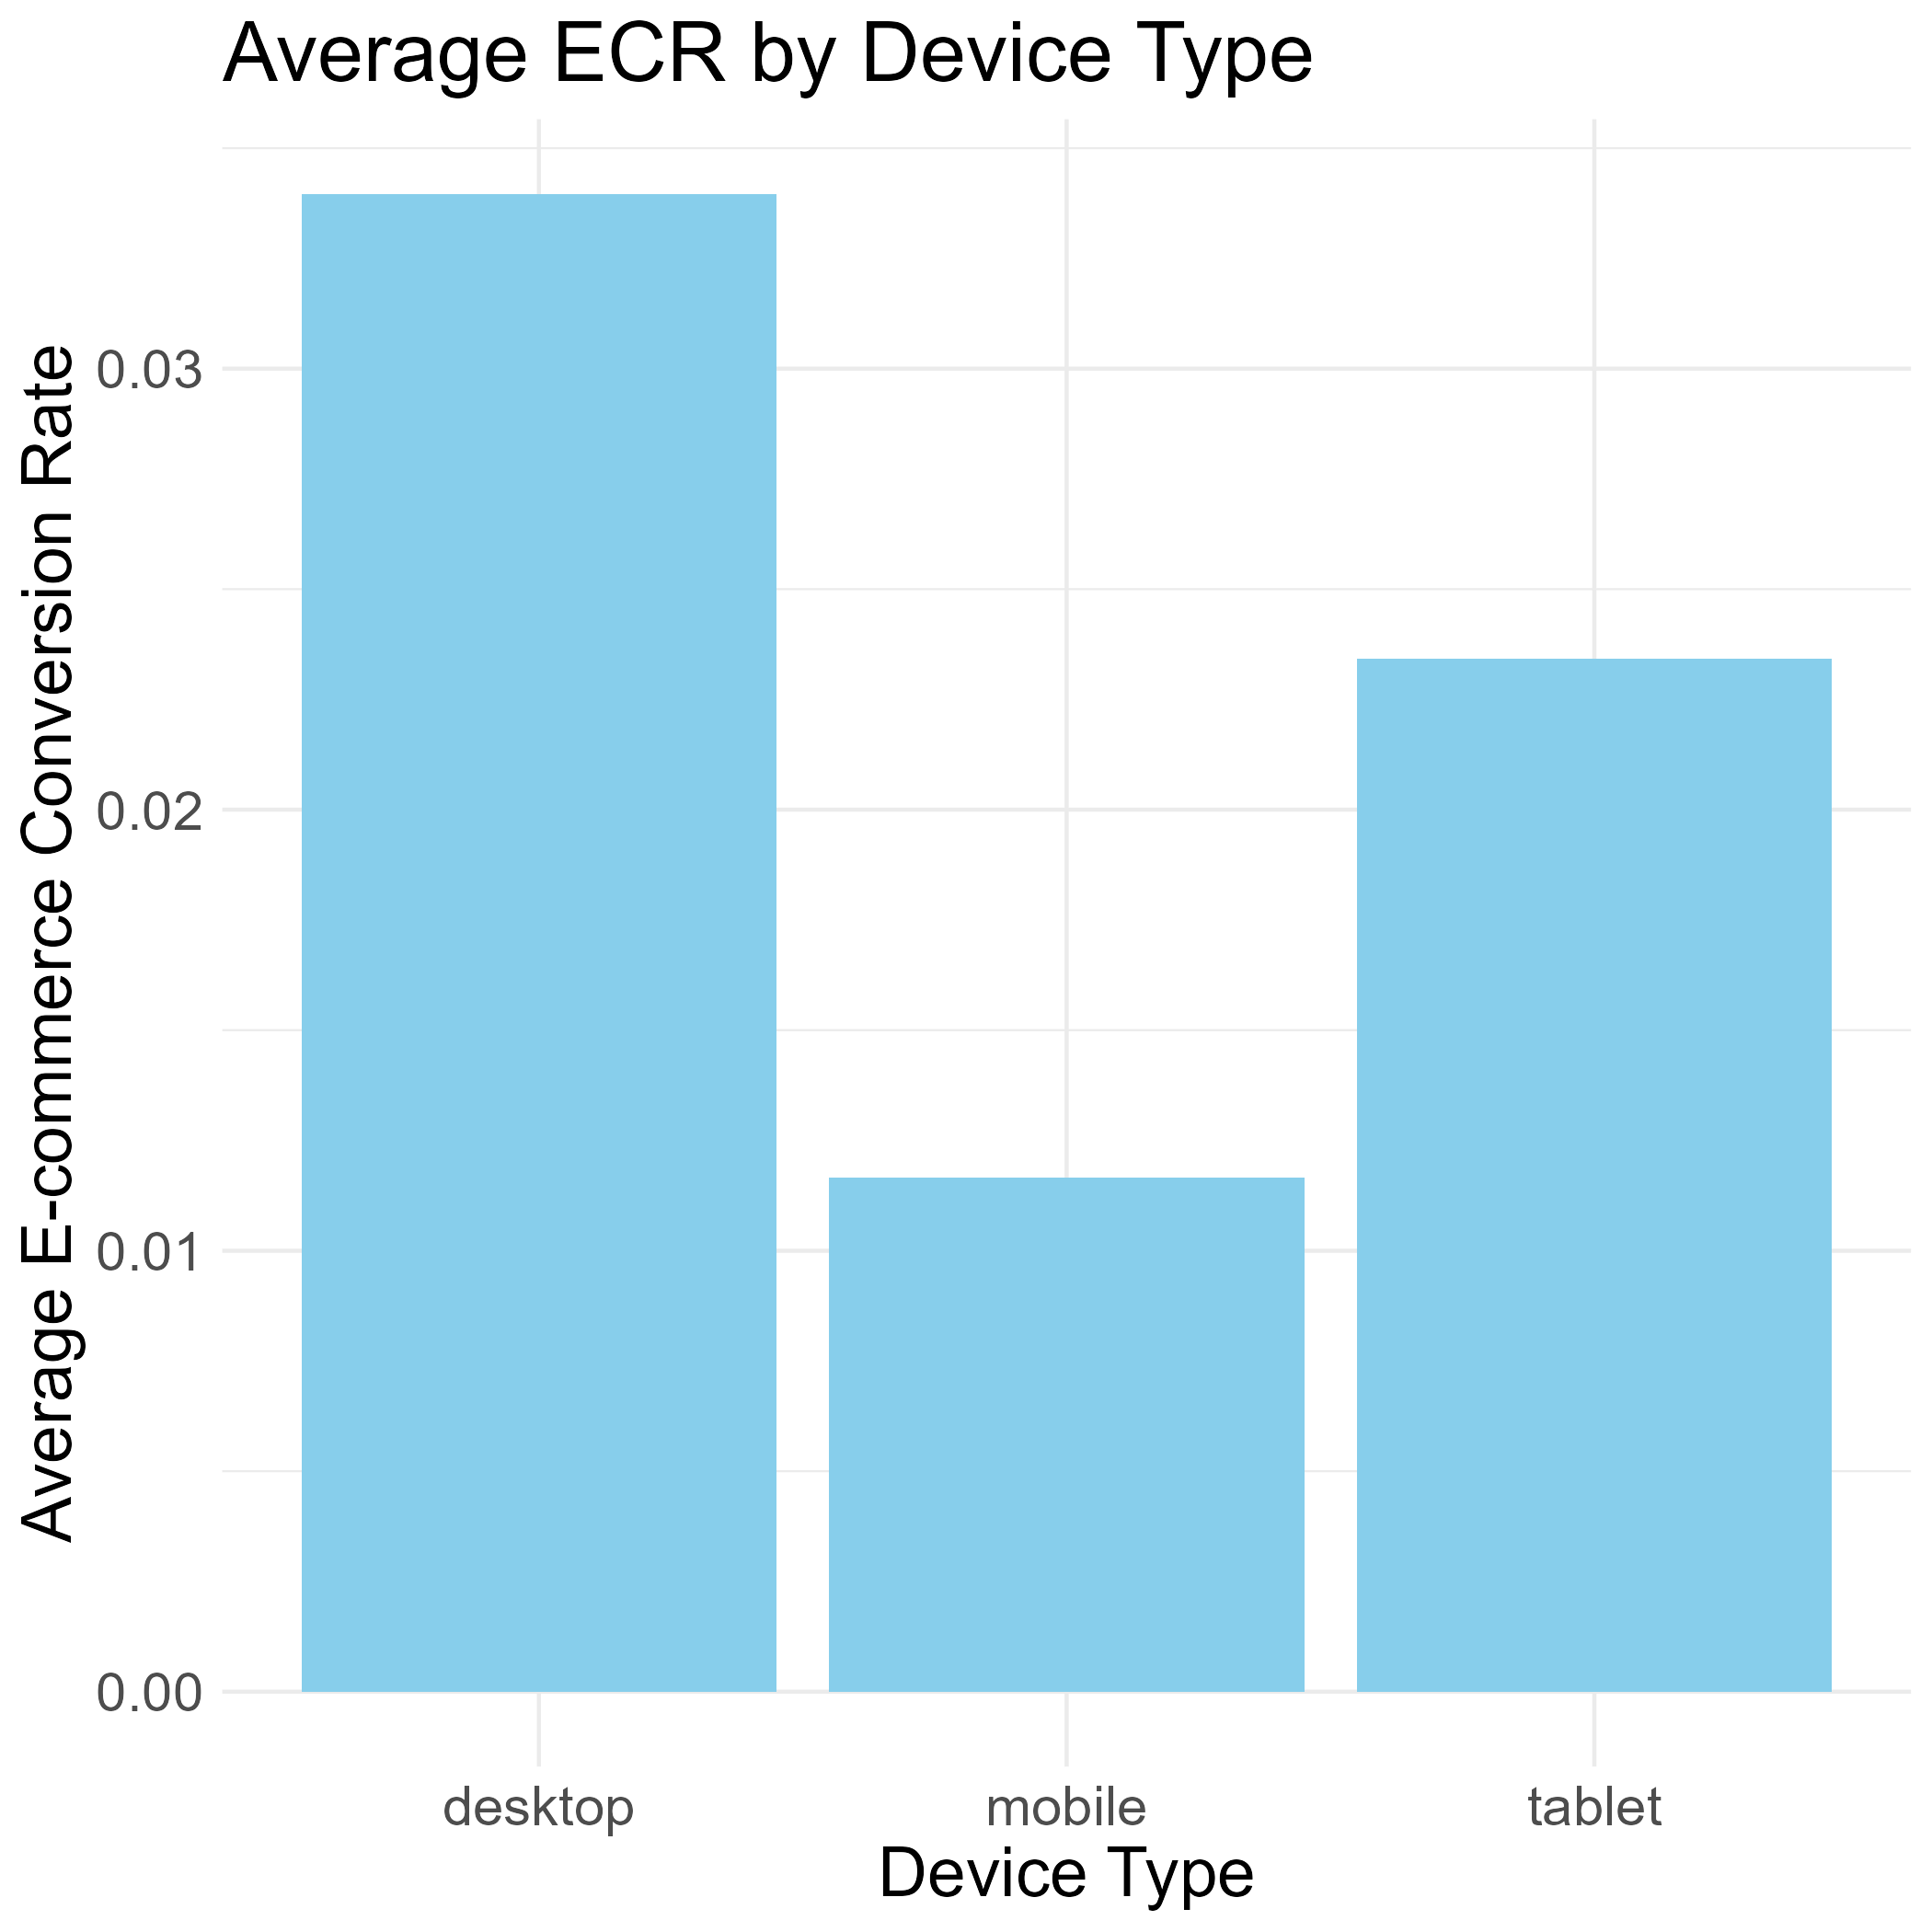 Average ECR by Device Type
Average E-commerce Conversion Rate
0.03
0.02
0.01
0.00
desktop
mobile
tablet
Device Type